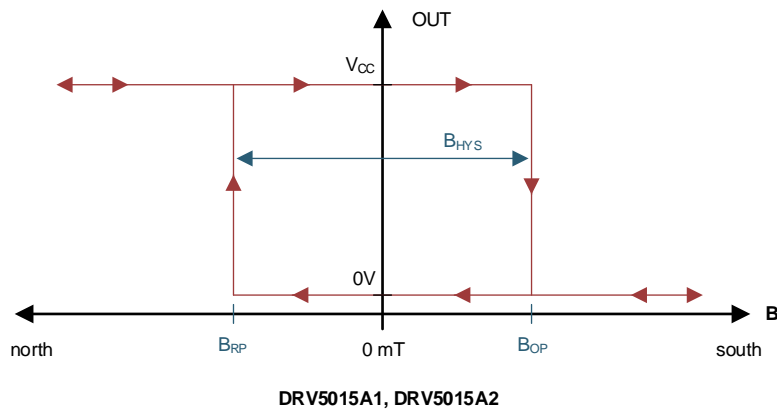 OUT
VCC
BHYS
0V
B
north
BRP
0 mT
BOP
south
DRV5015A1, DRV5015A2